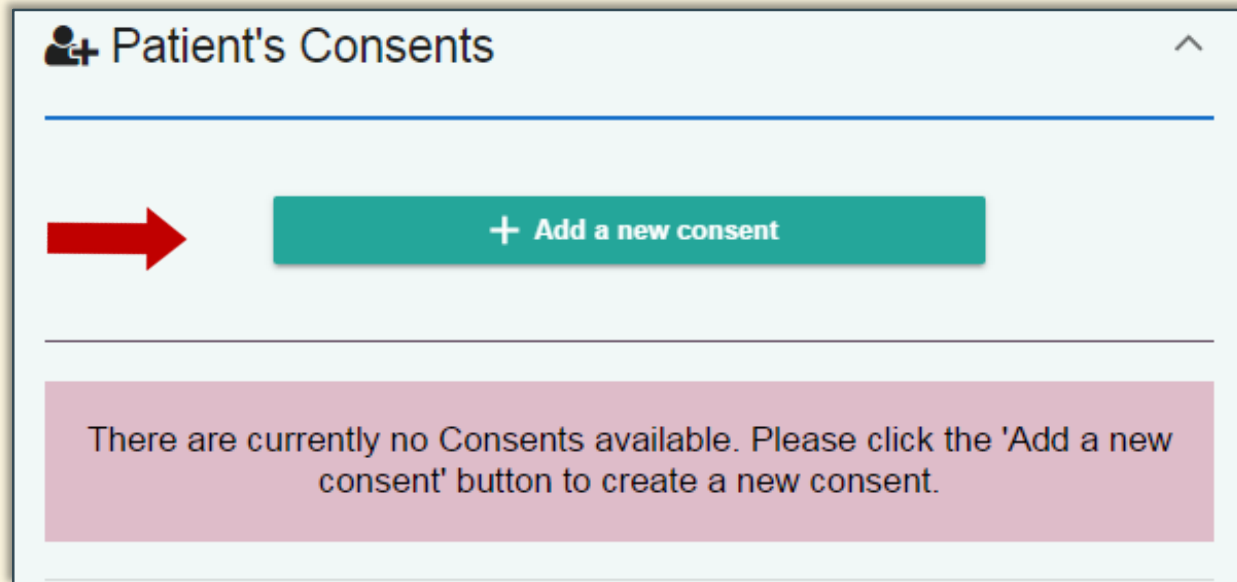 Patient's Consents
+ Add a new consent
There are currently no Consents available. Please click the 'Add a new
consent' button to create a new consent.